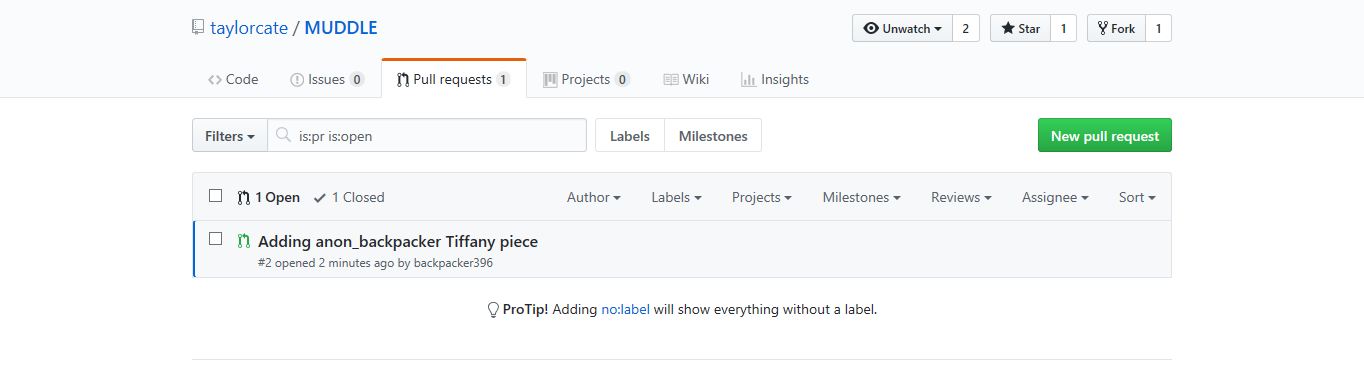 taylorcate / MUDDLE
Unwatch 2 Star 1 Fork 1
Code Issues 0 Pull requests 1 Projects 0 Wiki Insights
Filters is:pr is:open Labels Milestones New pull request
1 Open 1 Closed Author Labels Projects Milestones Reviews Assignee Sort
Adding anon_backpacker Tiffany piece
#2 opened 2 minutes ago by backpacker396
ProTip! Adding no:label will show everything without a label.